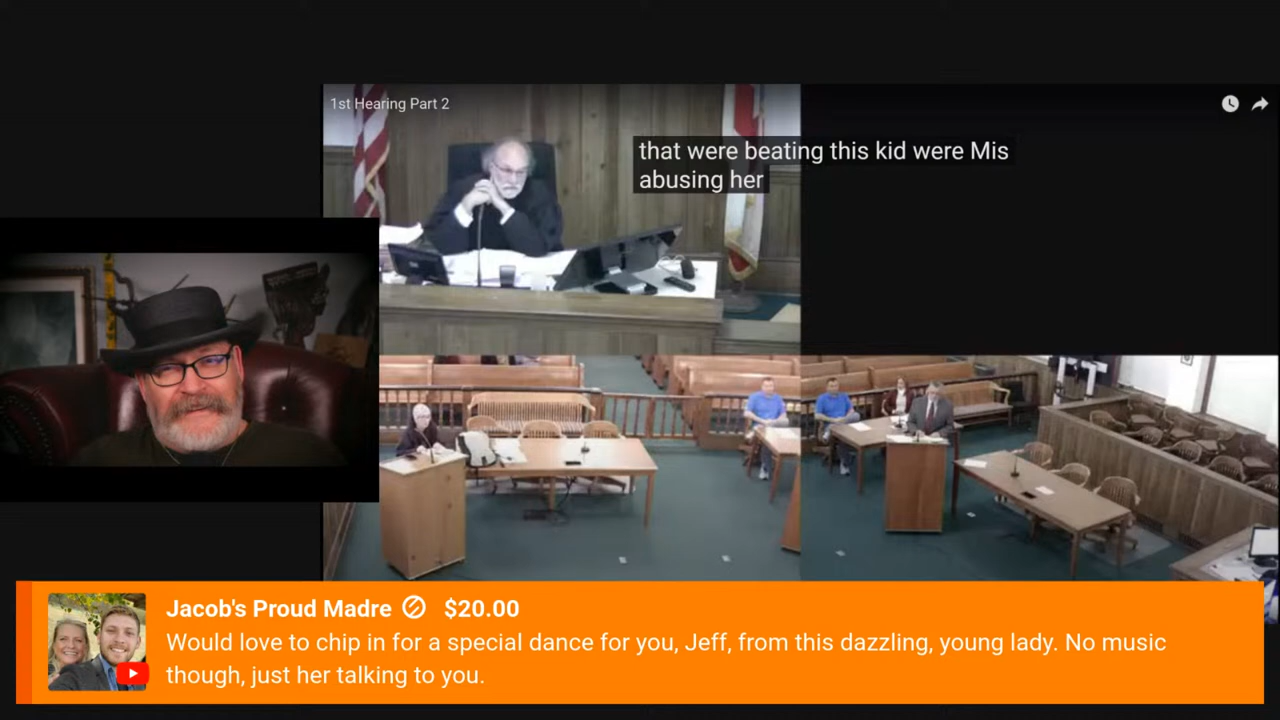 1st Hearing Part 2
that were beating this kid were Mis
abusing her
Jacob's Proud Madre $20.00
Would love to chip in for a special dance for you, Jeff, from this dazzling, young lady. No music
though, just her talking to you.